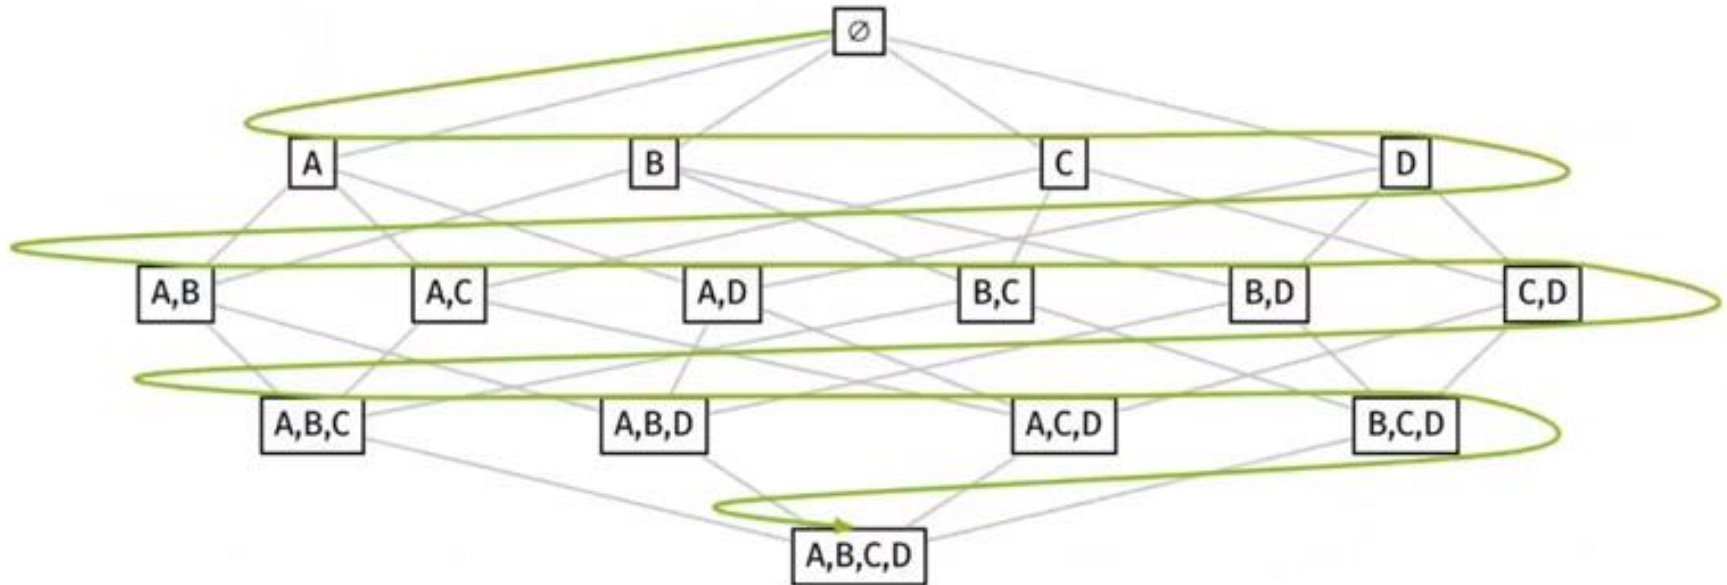 ∅
A B C D
A,B A,C A,D B,C B,D C,D
A,B,C A,B,D A,C,D B,C,D
A,B,C,D